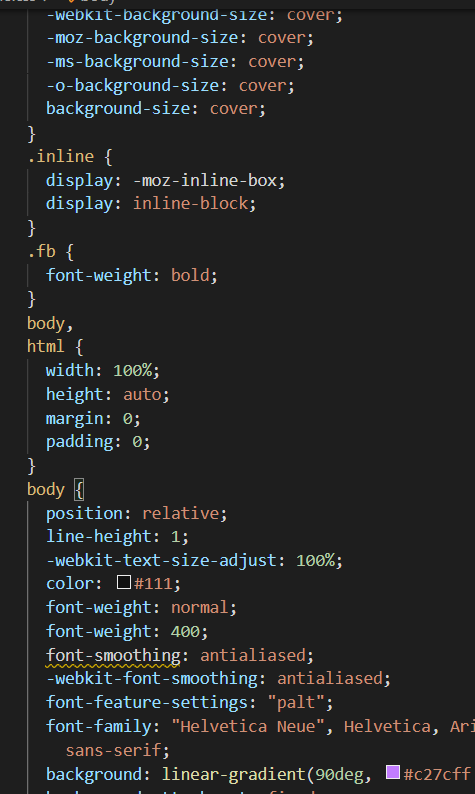 -webkit-background-size: cover;
-moz-background-size: cover;
-ms-background-size: cover;
-o-background-size: cover;
background-size: cover;
}
.inline {
display: -moz-inline-box;
display: inline-block;
}
.fb {
font-weight: bold;
}
body,
html {
width: 100%;
height: auto;
margin: 0;
padding: 0;
}
body {
position: relative;
line-height: 1;
-webkit-text-size-adjust: 100%;
color: #111;
font-weight: normal;
font-weight: 400;
font-smoothing: antialiased;
-webkit-font-smoothing: antialiased;
font-feature-settings: "palt";
font-family: "Helvetica Neue", Helvetica, Ari
sans-serif;
background: linear-gradient(90deg, #c27cff